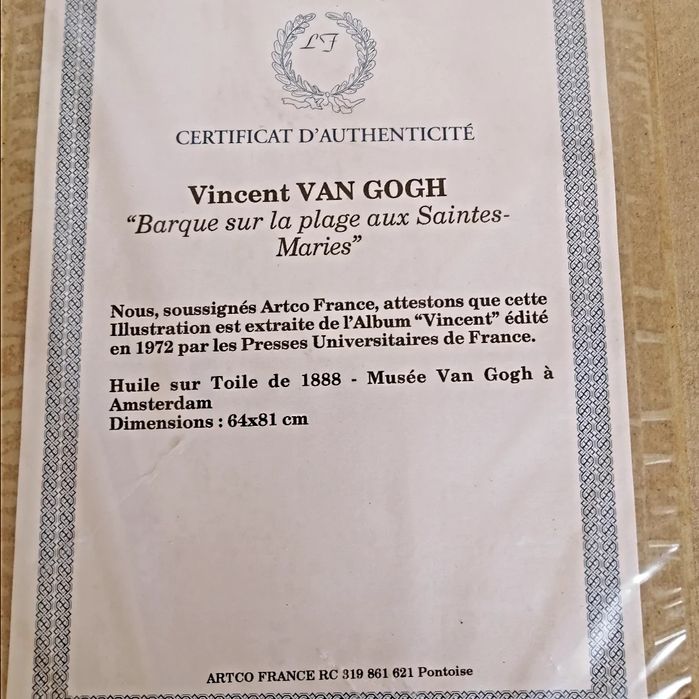 LF
CERTIFICAT D'AUTHENTICITÉ
Vincent VAN GOGH
“Barque sur la plage aux Saintes-
Maries”
Nous, soussignés Artco France, attestons que cette
Illustration est extraite de l'Album “Vincent” édité
en 1972 par les Presses Universitaires de France.
Huile sur Toile de 1888 - Musée Van Gogh à
Amsterdam
Dimensions : 64x81 cm
ARTCO FRANCE RC 319 861 621 Pontoise